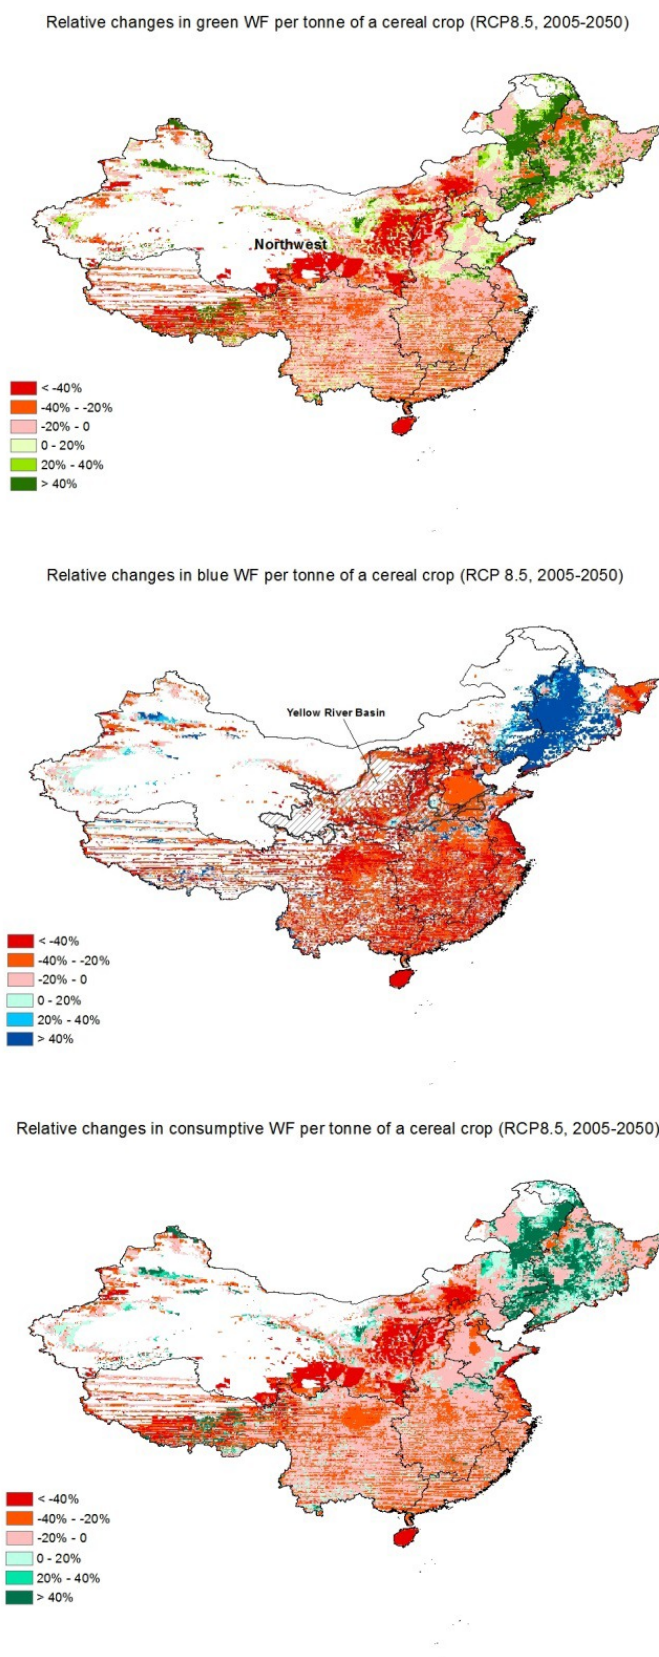 Relative changes in green WF per tonne of a cereal crop (RCP8.5, 2005-2050)
Northwest
< -40%
-40% - -20%
-20% - 0
0 - 20%
20% - 40%
> 40%
Relative changes in blue WF per tonne of a cereal crop (RCP 8.5, 2005-2050)
Yellow River Basin
< -40%
-40% - -20%
-20% - 0
0 - 20%
20% - 40%
> 40%
Relative changes in consumptive WF per tonne of a cereal crop (RCP8.5, 2005-2050)
< -40%
-40% - -20%
-20% - 0
0 - 20%
20% - 40%
> 40%